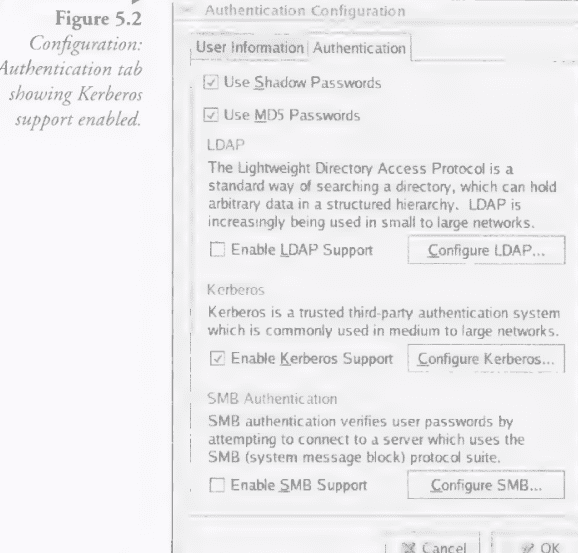 Figure 5.2
Configuration:
Authentication tab
showing Kerberos
support enabled.
Authentication Configuration
User Information Authentication
Use Shadow Passwords
Use MD5 Passwords
LDAP
The Lightweight Directory Access Protocol is a
standard way of searching a directory, which can hold
arbitrary data in a structured hierarchy. LDAP is
increasingly being used in small to large networks.
Enable LDAP Support Configure LDAP...
Kerberos
Kerberos is a trusted third-party authentication system
which is commonly used in medium to large networks.
Enable Kerberos Support Configure Kerberos...
SMB Authentication
SMB authentication verifies user passwords by
attempting to connect to a server which uses the
SMB (system message block) protocol suite.
Enable SMB Support Configure SMB...
Cancel OK